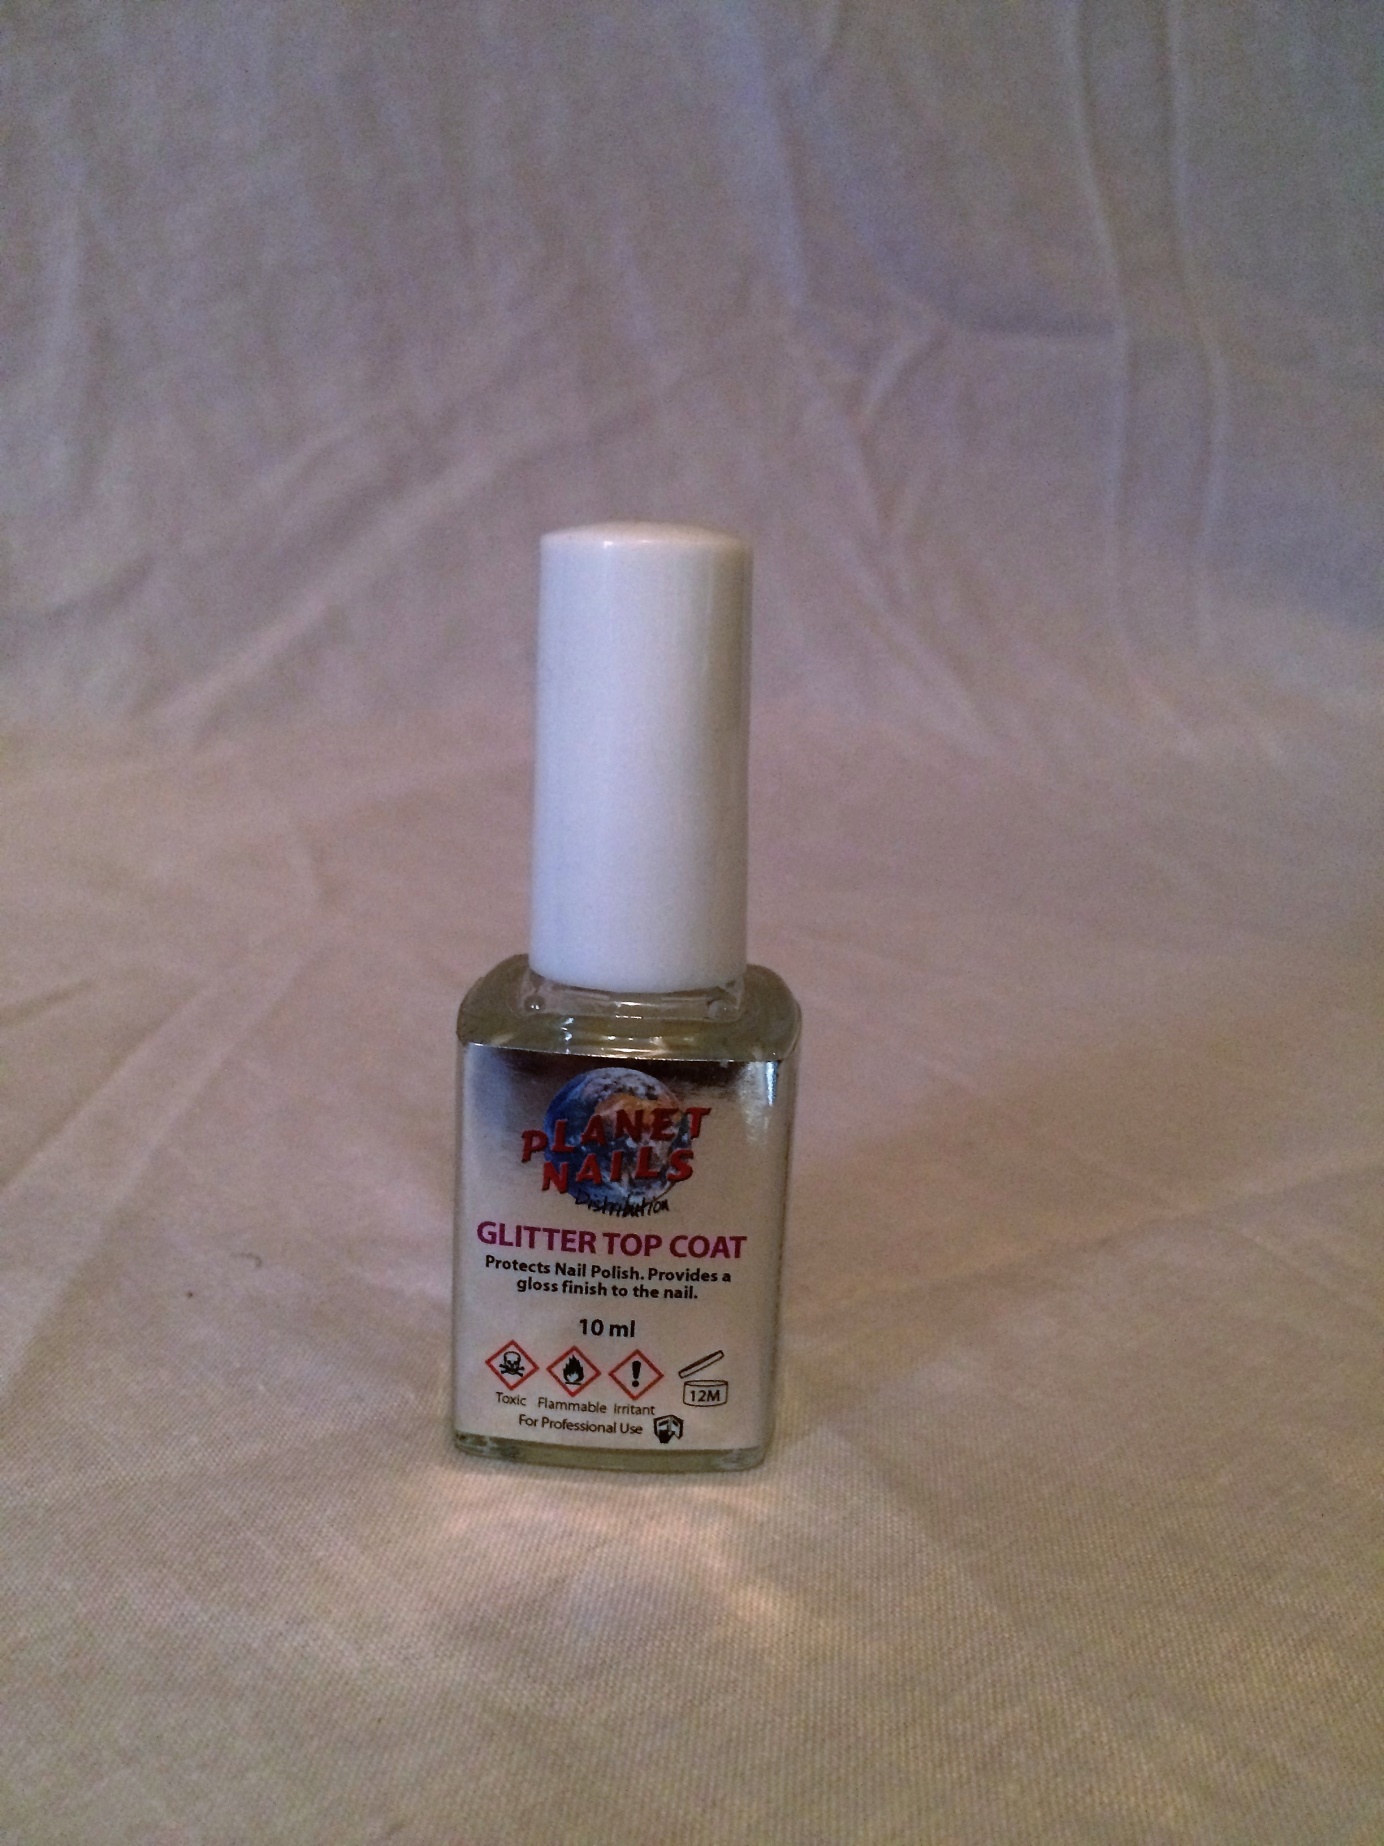 PLANET
NAILS
Distribution
GLITTER TOP COAT
Protects Nail Polish. Provides a
gloss finish to the nail.
10 ml
12M
Toxic Flammable Irritant
For Professional Use